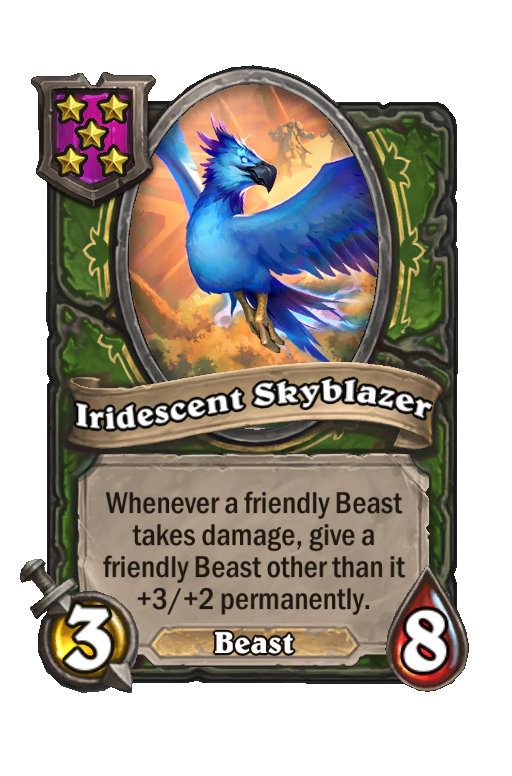 Iridescent Skyblazer
Whenever a friendly Beast
takes damage, give a
friendly Beast other than it
+3/+2 permanently.
3
Beast
8